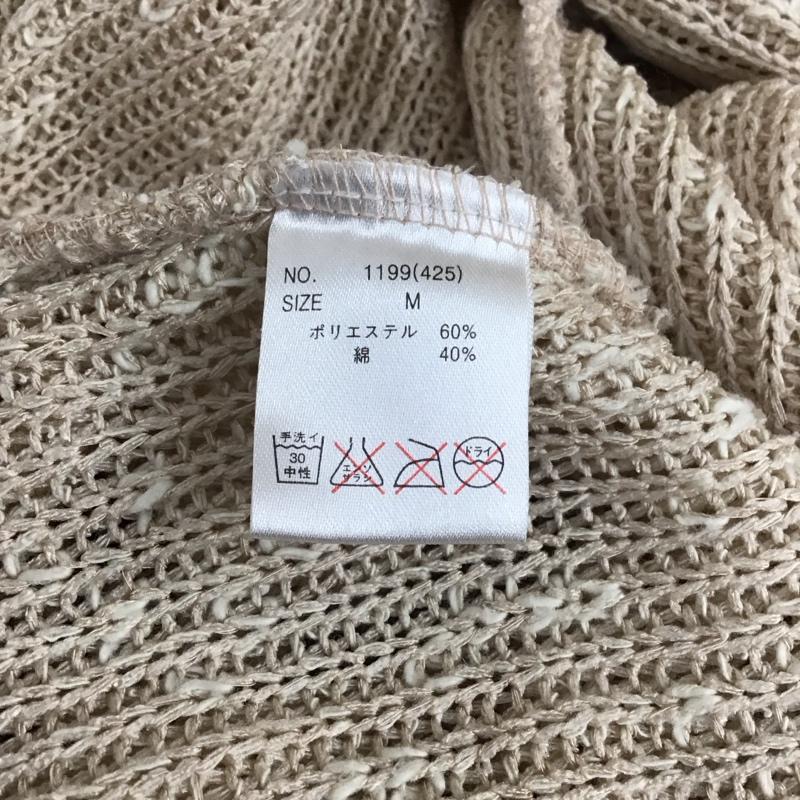 NO. 1199(425)
SIZE M
ポリエステル 60%
綿 40%
手洗イ
30
中性
エンソ
サラシ
ドライ